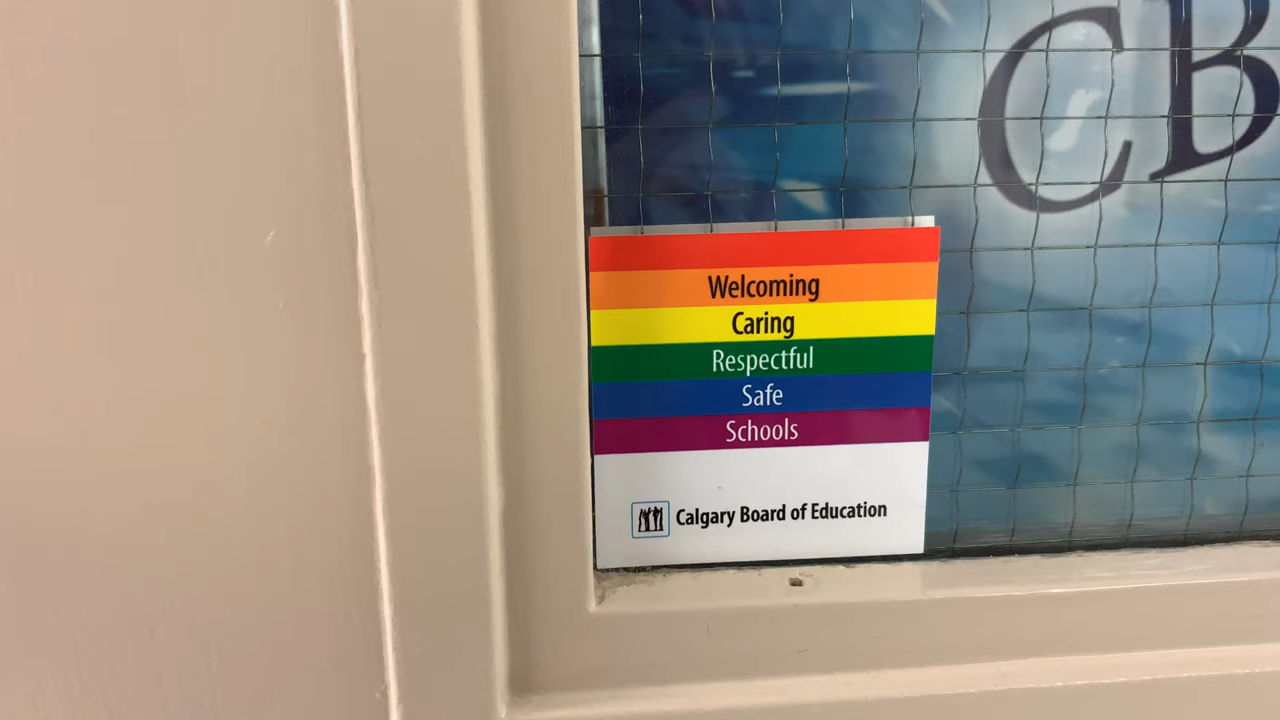 CB
Welcoming
Caring
Respectful
Safe
Schools
Calgary Board of Education